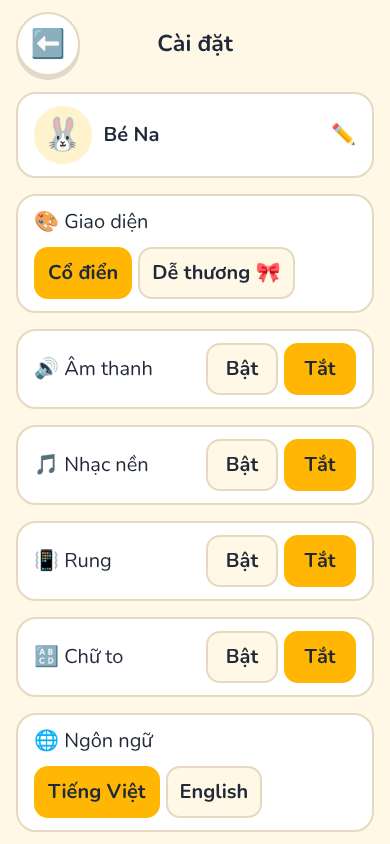 Cài đặt
Bé Na
Giao diện
Cổ điển Dễ thương
Âm thanh Bật Tắt
Nhạc nền Bật Tắt
Rung Bật Tắt
Chữ to Bật Tắt
Ngôn ngữ
Tiếng Việt English